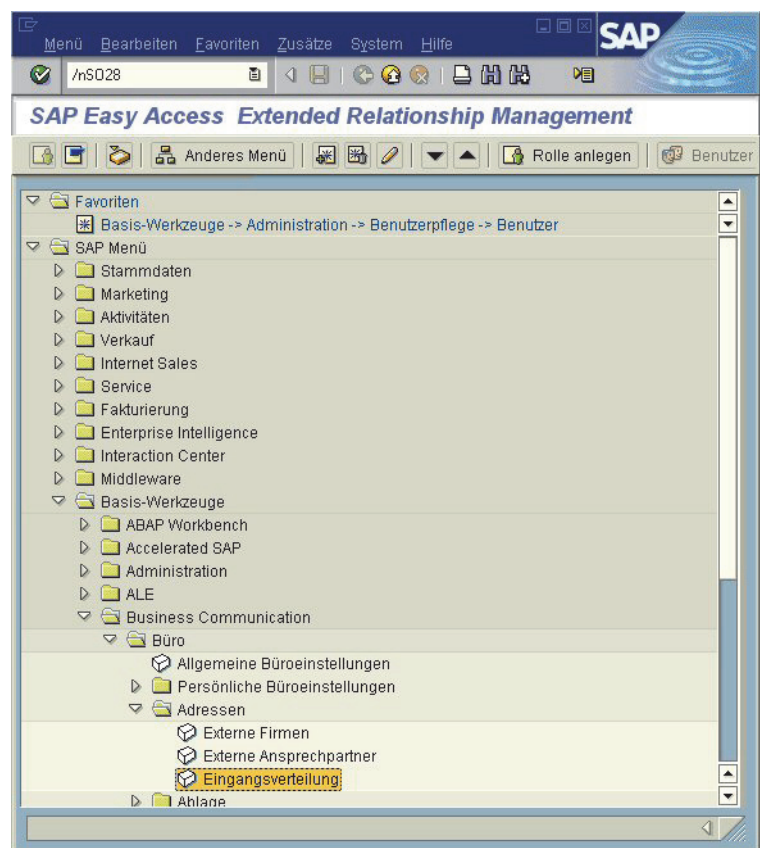 Menü Bearbeiten Favoriten Zusätze System Hilfe
SAP
/nSO28
SAP Easy Access Extended Relationship Management
Anderes Menü Rolle anlegen Benutzer
Favoriten
Basis-Werkzeuge -> Administration -> Benutzerpflege -> Benutzer
SAP Menü
Stammdaten
Marketing
Aktivitäten
Verkauf
Internet Sales
Service
Fakturierung
Enterprise Intelligence
Interaction Center
Middleware
Basis-Werkzeuge
ABAP Workbench
Accelerated SAP
Administration
ALE
Business Communication
Büro
Allgemeine Büroeinstellungen
Persönliche Büroeinstellungen
Adressen
Externe Firmen
Externe Ansprechpartner
Eingangsverteilung
Ablage